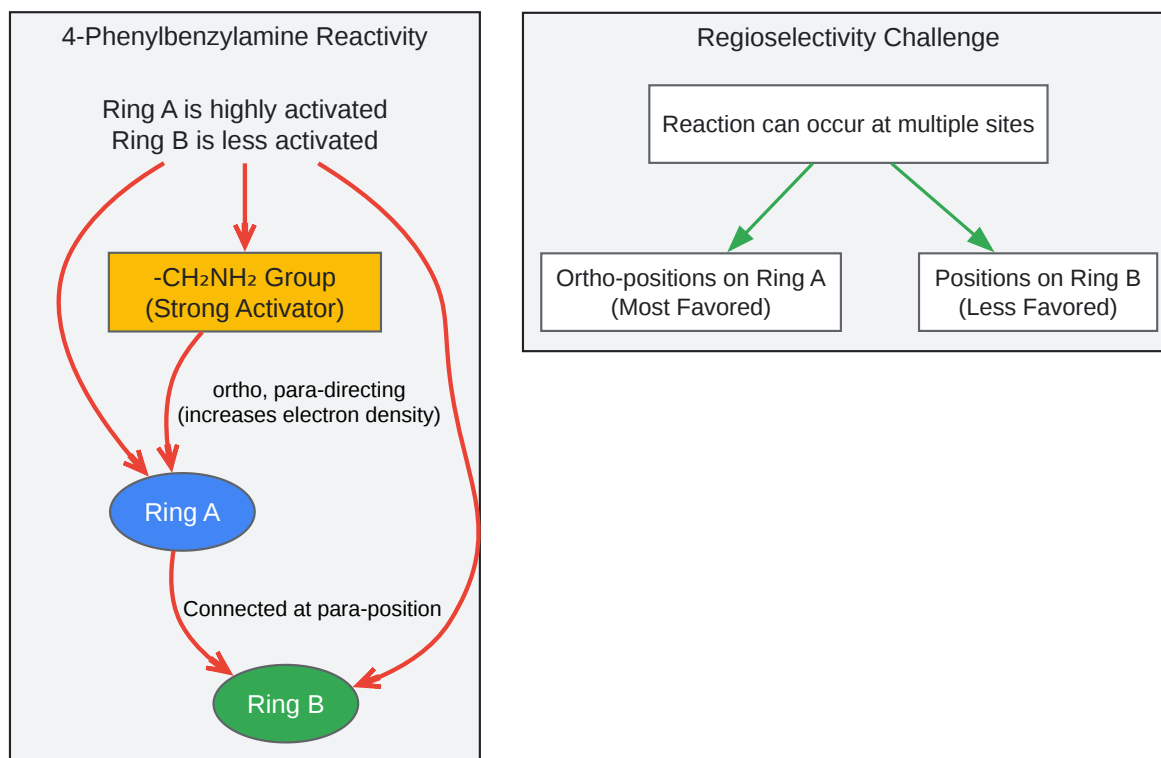 4-Phenylbenzylamine Reactivity
Ring A is highly activated
Ring B is less activated
-CH₂NH₂ Group
(Strong Activator)
ortho, para-directing
(increases electron density)
Ring A
Connected at para-position
Ring B
Regioselectivity Challenge
Reaction can occur at multiple sites
Ortho-positions on Ring A
(Most Favored)
Positions on Ring B
(Less Favored)